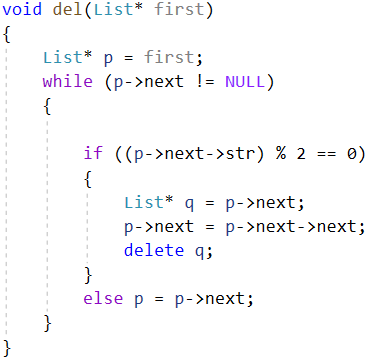 void del(List* first)
{
    List* p = first;
    while (p->next != NULL)
    {

        if ((p->next->str) % 2 == 0)
        {
            List* q = p->next;
            p->next = p->next->next;
            delete q;
        }
        else p = p->next;
    }
}